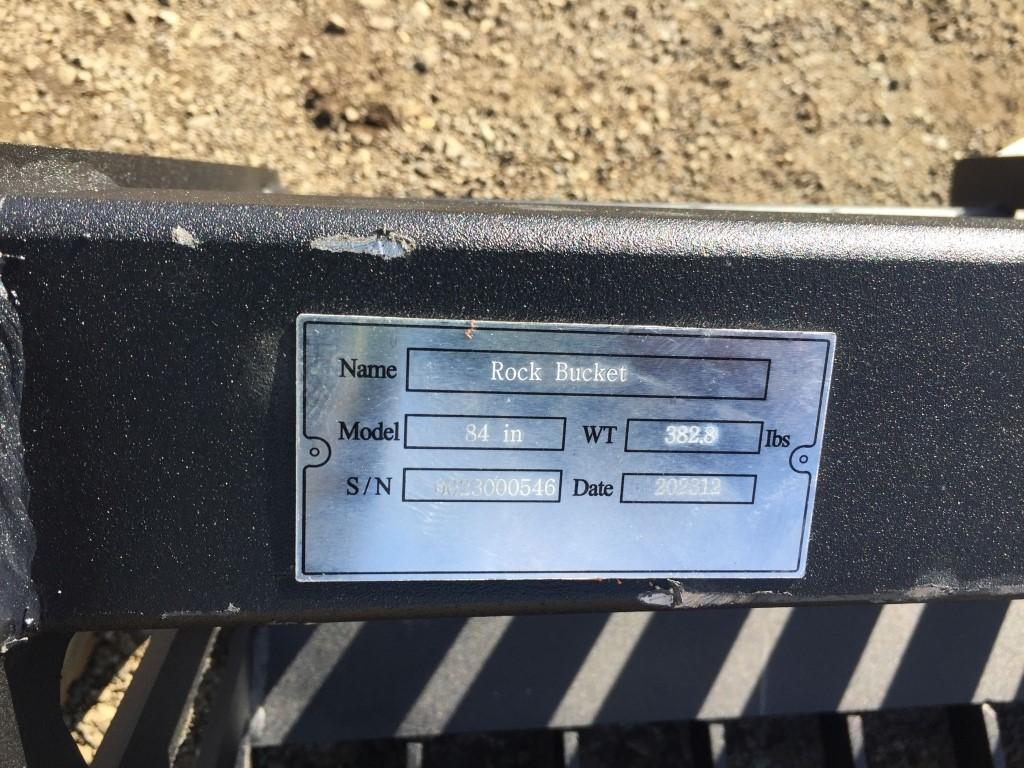 Name Rock Bucket
Model 84 in WT 382.8 lbs
S/N Date 202312